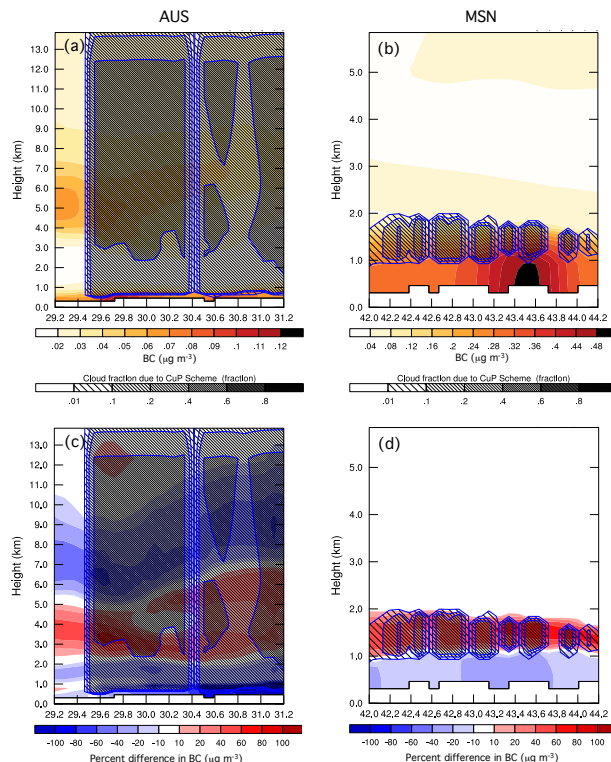 AUS MSN
(a) (b)
Height (km)
13.0
12.0
11.0
10.0
9.0
8.0
7.0
6.0
5.0
4.0
3.0
2.0
1.0
0.0
29.2 29.4 29.6 29.8 30.0 30.2 30.4 30.6 30.8 31.0 31.2
Height (km)
5.0
4.0
3.0
2.0
1.0
0.0
42.0 42.2 42.4 42.6 42.8 43.0 43.2 43.4 43.6 43.8 44.0 44.2
.02 .03 .04 .05 .06 .07 .08 .09 .10 .11 .12
BC (μg m-3)
.04 .08 .12 .16 .2 .24 .28 .32 .36 .40 .44 .48
BC (μg m-3)
Cloud fraction due to CuP Scheme (fraction)
.01 .1 .2 .4 .6 .8
Cloud fraction due to CuP Scheme (fraction)
.01 .1 .2 .4 .6 .8
(c) (d)
Height (km)
13.0
12.0
11.0
10.0
9.0
8.0
7.0
6.0
5.0
4.0
3.0
2.0
1.0
0.0
29.2 29.4 29.6 29.8 30.0 30.2 30.4 30.6 30.8 31.0 31.2
Height (km)
5.0
4.0
3.0
2.0
1.0
0.0
42,0 42,2 42,4 42,6 42,8 43,0 43,2 43,4 43,6 43,8 44,0 44,2
-100 -80 -60 -40 -20 -10 10 20 40 60 80 100
Percent difference in BC (μg m-3)
-100 -80 -60 -40 -20 -10 10 20 40 60 80 100
Percent difference in BC (μg m-3)